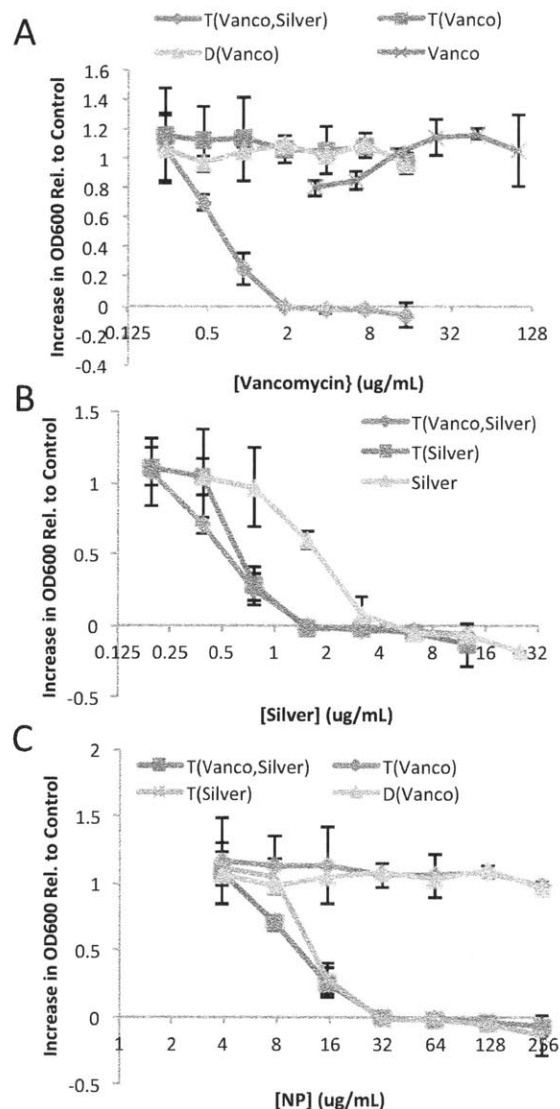 A
T(Vanco,Silver) T(Vanco)
D(Vanco) Vanco
Increase in OD600 Rel. to Control
1.6
1.4
1.2
1
0.8
0.6
0.4
0.2
0
-0.2
-0.4
0.125 0.5 2 8 32 128
[Vancomycin} (ug/mL)
B
T(Vanco,Silver)
T(Silver)
Silver
Increase in OD600 Rel. to Control
1.5
1
0.5
0
-0.5
0.125 0.25 0.5 1 2 4 8 16 32
[Silver] (ug/mL)
C
T(Vanco,Silver) T(Vanco)
T(Silver) D(Vanco)
Increase in OD600 Rel. to Control
2
1.5
1
0.5
0
-0.5
1 2 4 8 16 32 64 128 256
[NP] (ug/mL)